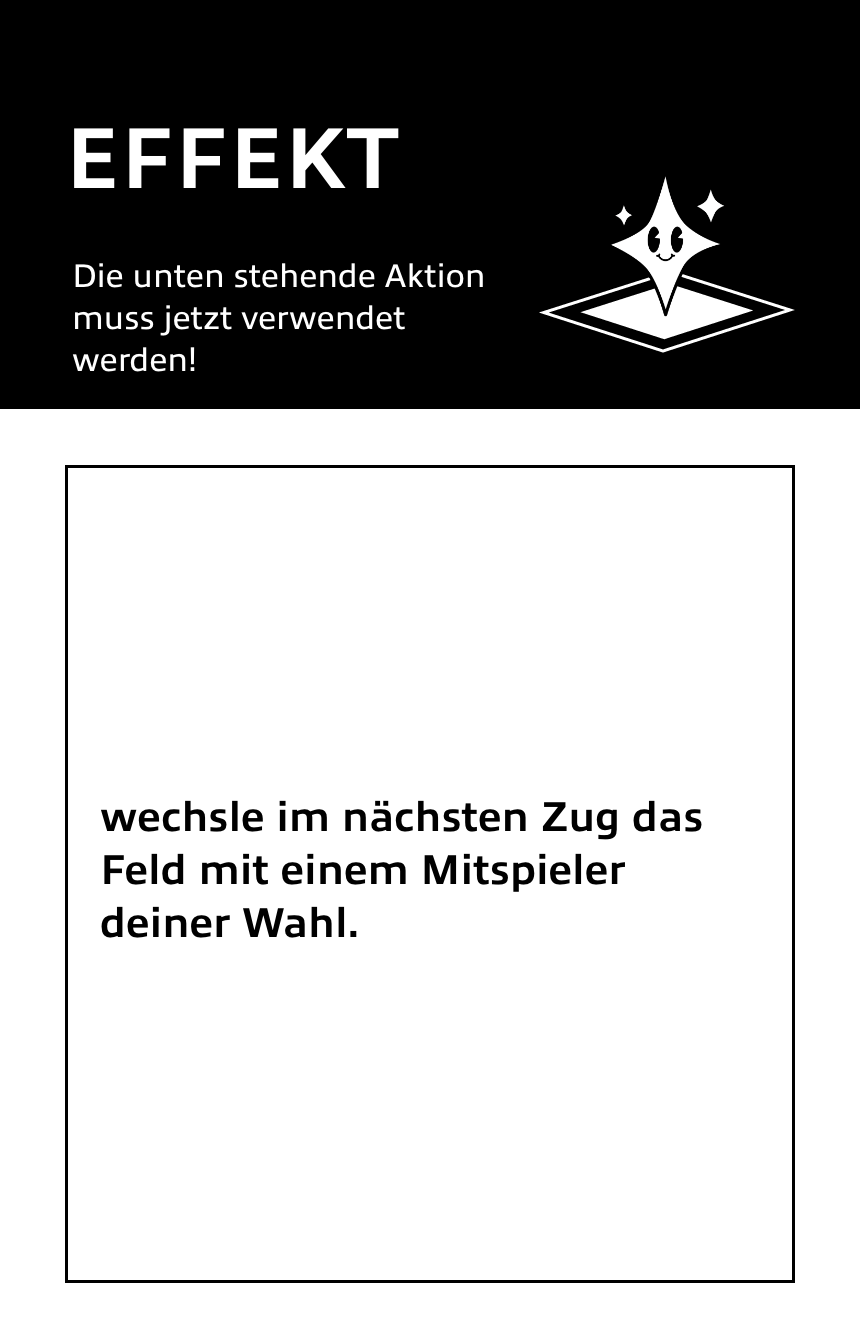 EFFEKT
Die unten stehende Aktion
muss jetzt verwendet
werden!
wechsle im nächsten Zug das
Feld mit einem Mitspieler
deiner Wahl.